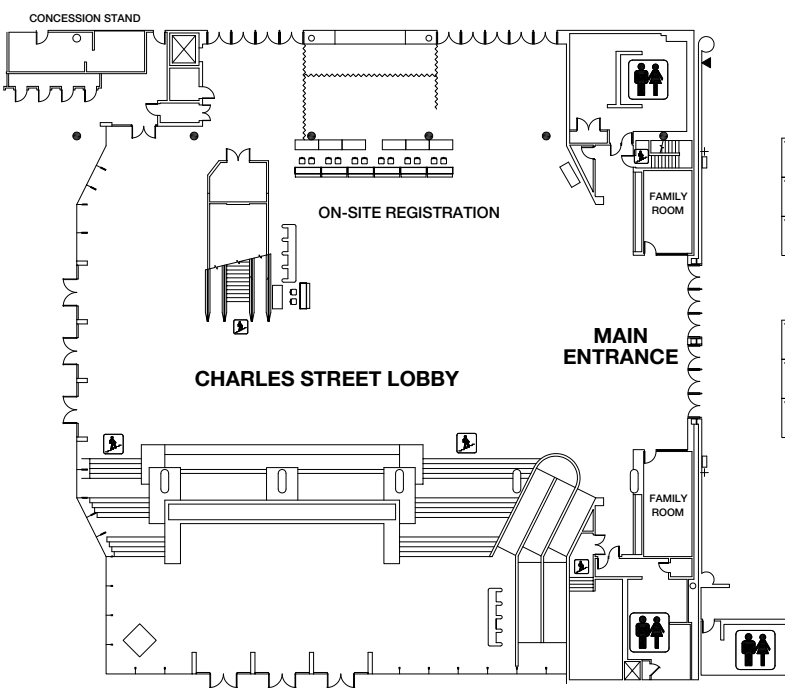 CONCESSION STAND
FAMILY
ROOM
ON-SITE REGISTRATION
MAIN
ENTRANCE
CHARLES STREET LOBBY
FAMILY
ROOM